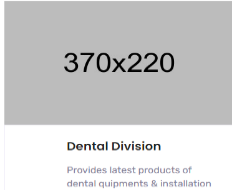 370x220
Dental Division
Provides latest products of
dental quipments & installation